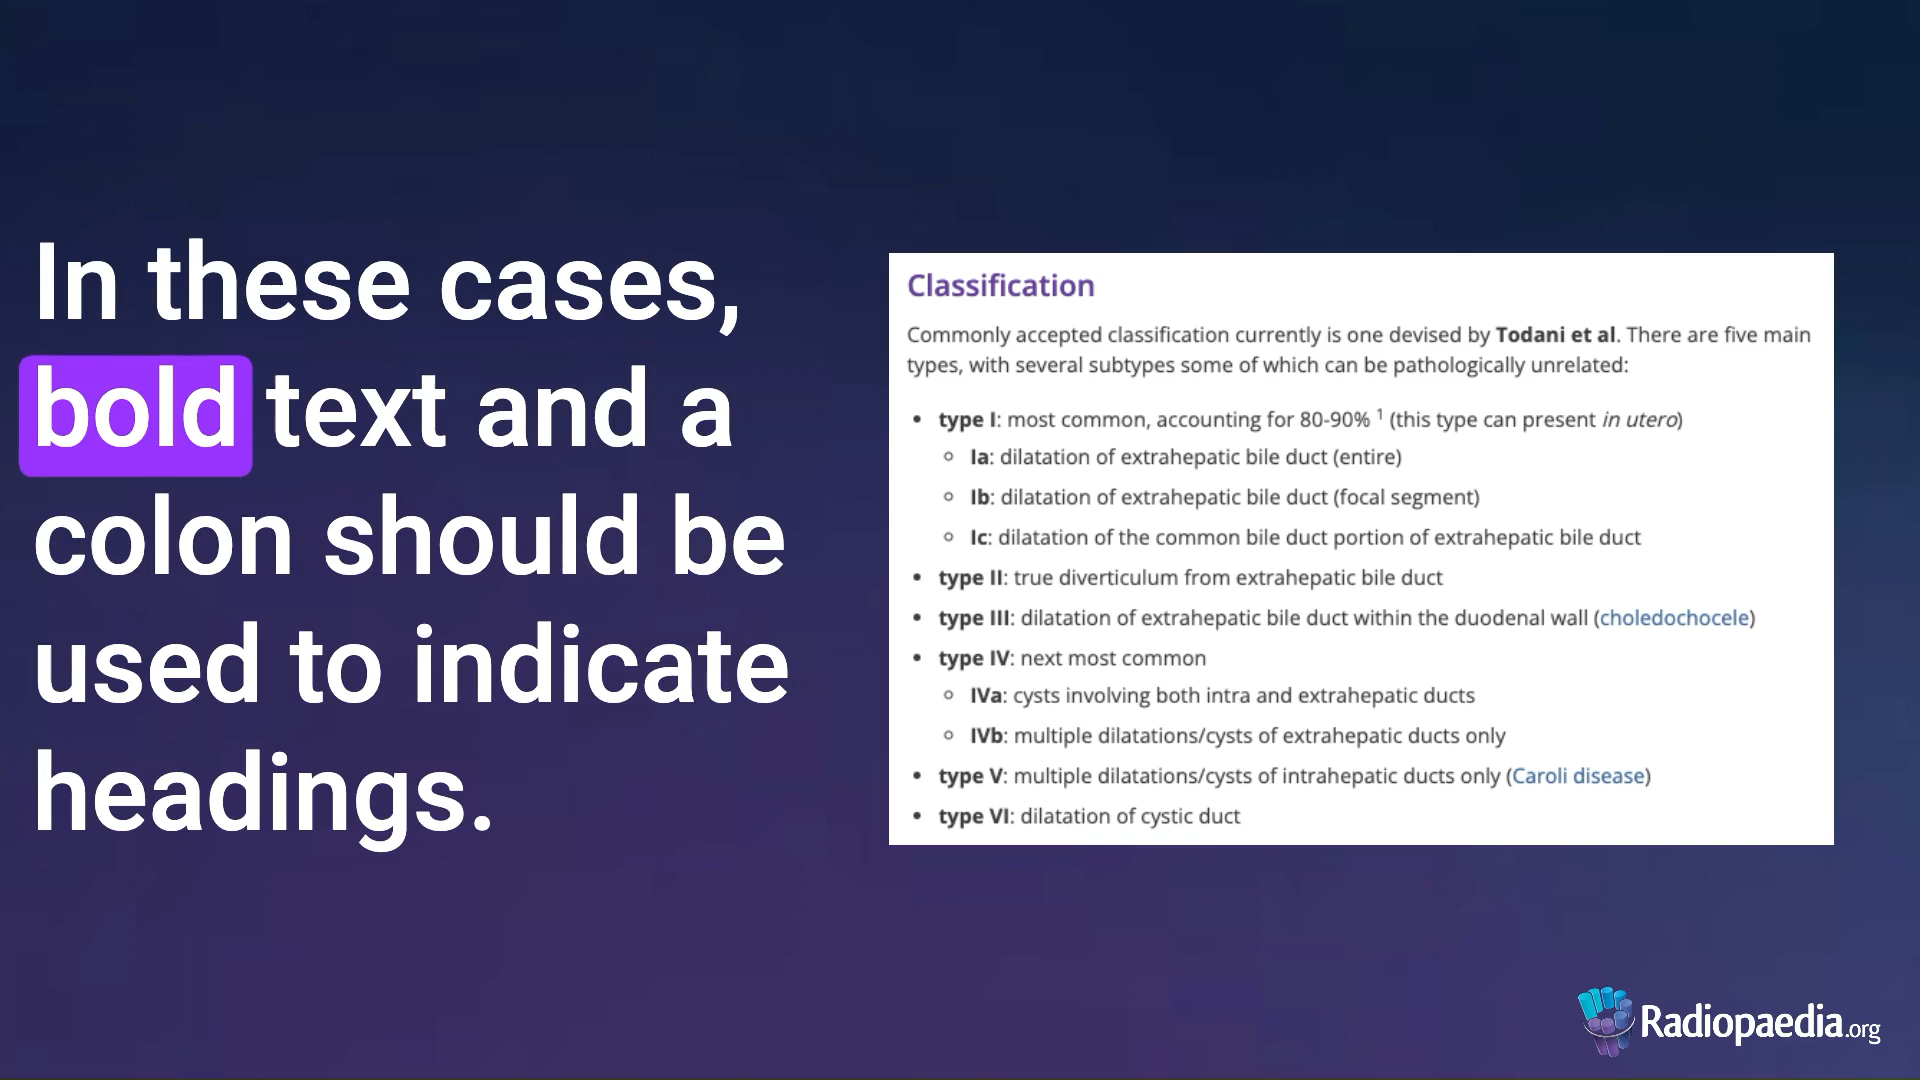 In these cases,
bold text and a
colon should be
used to indicate
headings.
Classification
Commonly accepted classification currently is one devised by Todani et al. There are five main
types, with several subtypes some of which can be pathologically unrelated:
• type I: most common, accounting for 80-90% 1 (this type can present in utero)
◦ Ia: dilatation of extrahepatic bile duct (entire)
◦ Ib: dilatation of extrahepatic bile duct (focal segment)
◦ Ic: dilatation of the common bile duct portion of extrahepatic bile duct
• type II: true diverticulum from extrahepatic bile duct
• type III: dilatation of extrahepatic bile duct within the duodenal wall (choledochocele)
• type IV: next most common
◦ IVa: cysts involving both intra and extrahepatic ducts
◦ IVb: multiple dilatations/cysts of extrahepatic ducts only
• type V: multiple dilatations/cysts of intrahepatic ducts only (Caroli disease)
• type VI: dilatation of cystic duct
Radiopaedia.org